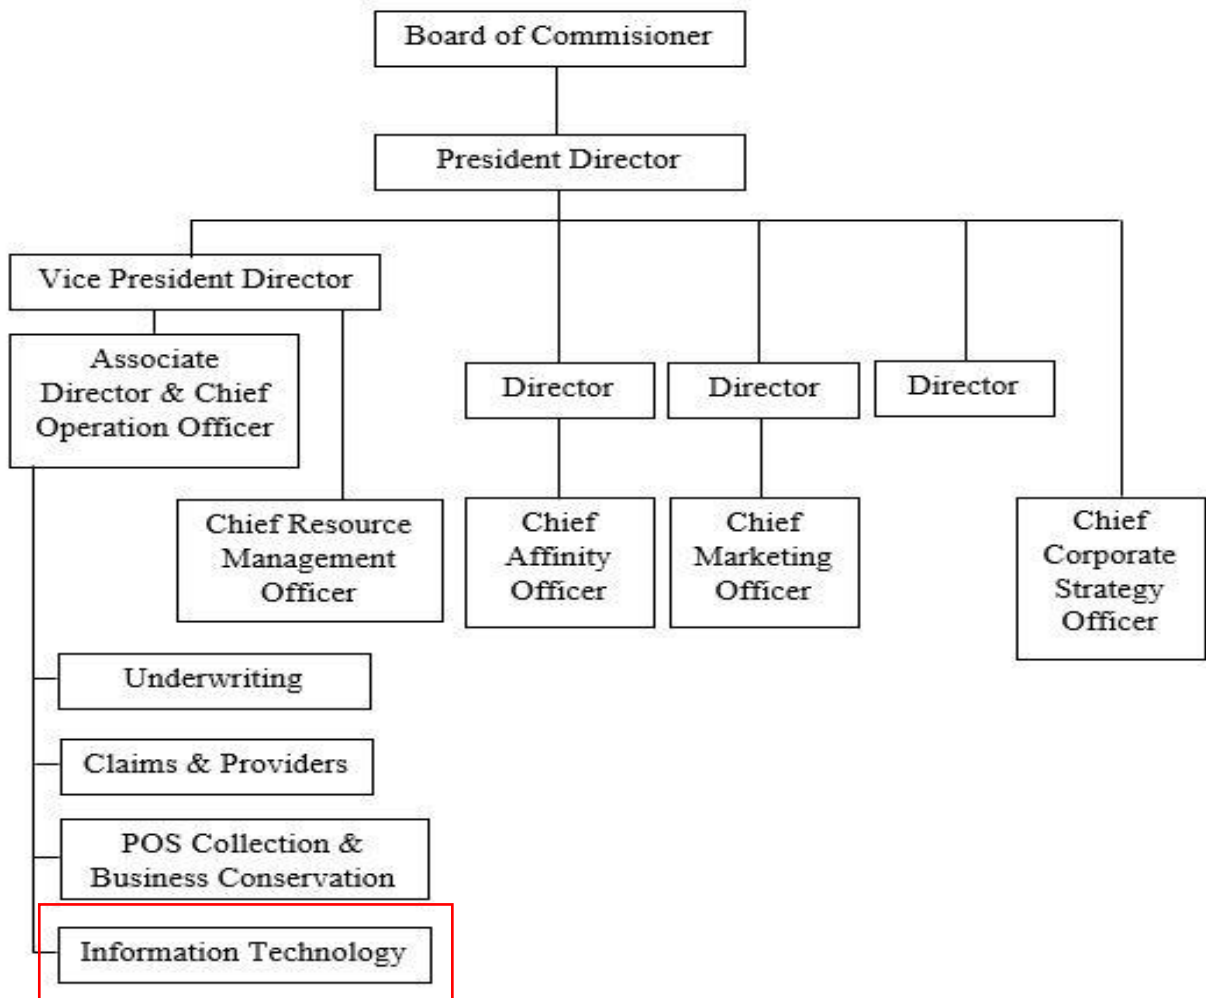 Board of Commisioner
President Director
Vice President Director
Associate
Director & Chief
Operation Officer
Director
Director
Director
Chief Resource
Management
Officer
Chief
Affinity
Officer
Chief
Marketing
Officer
Chief
Corporate
Strategy
Officer
Underwriting
Claims & Providers
POS Collection &
Business Conservation
Information Technology